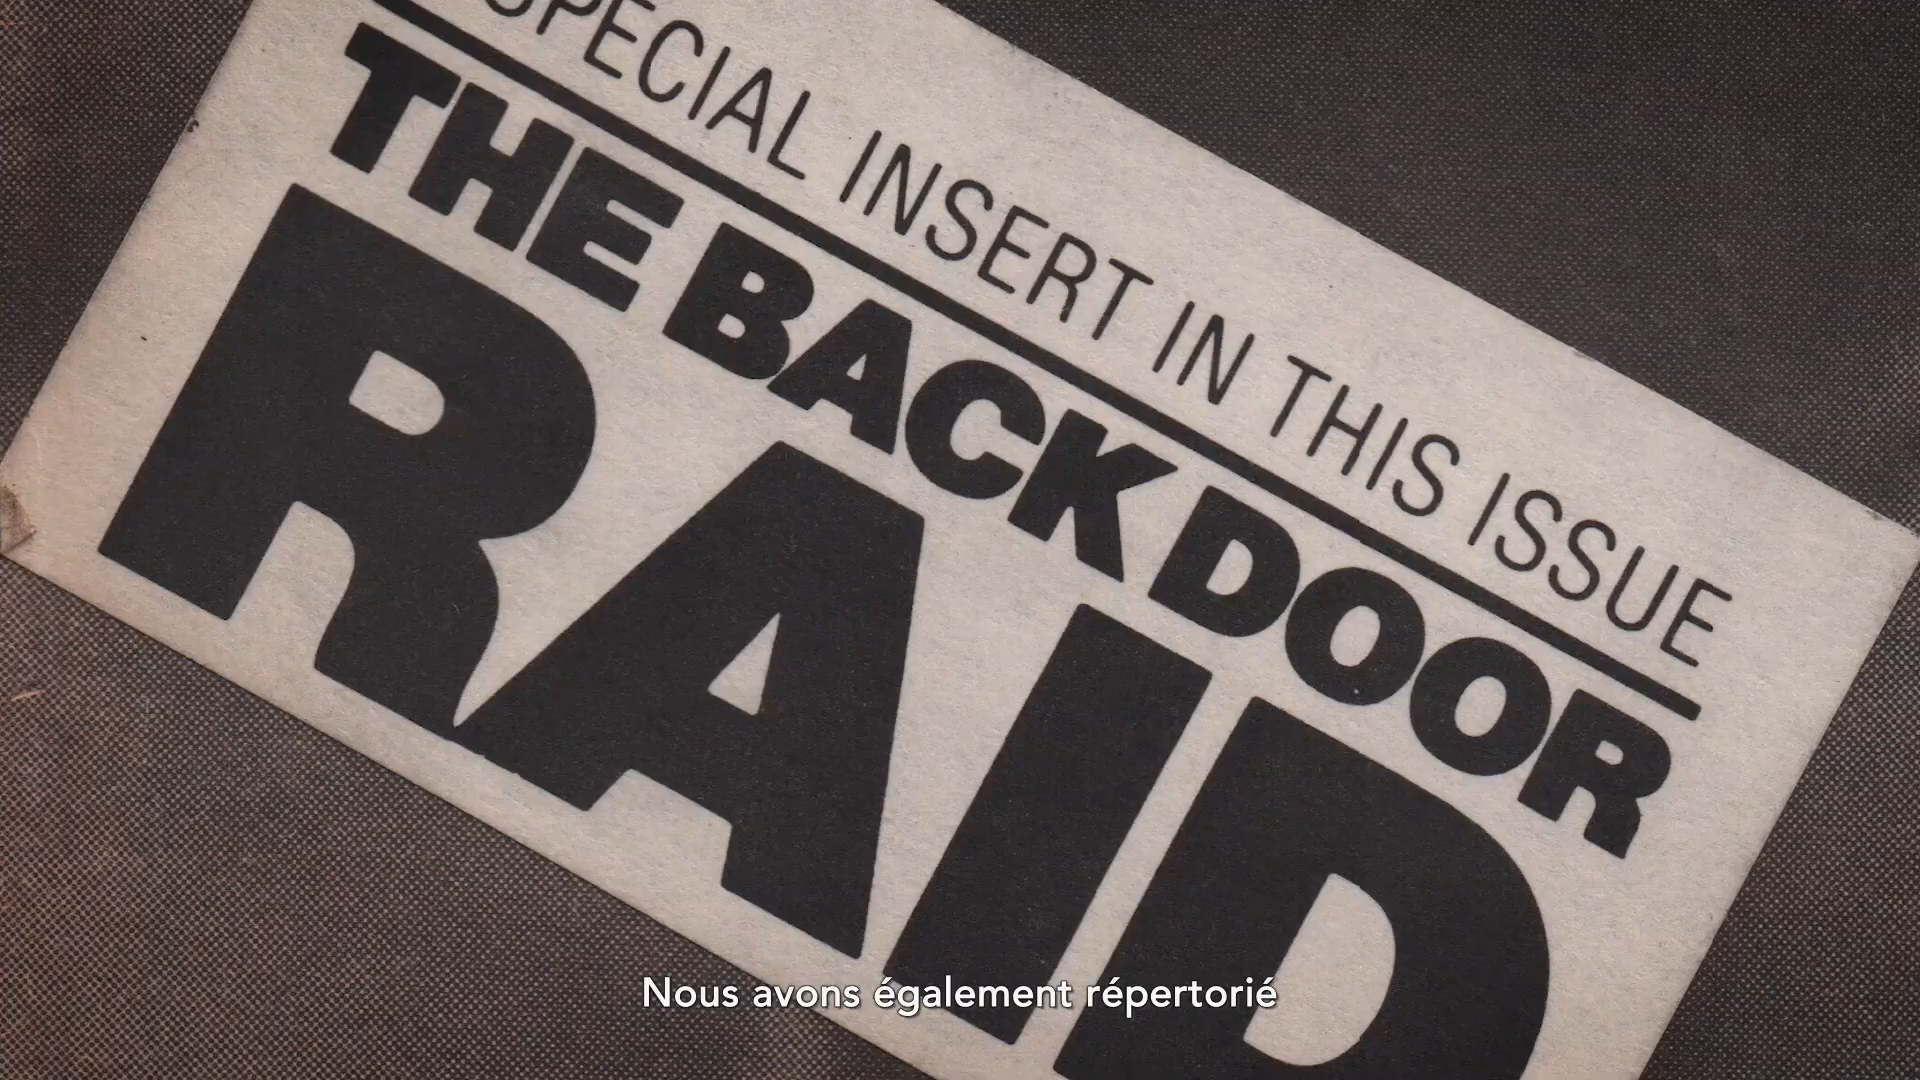 SPECIAL INSERT IN THIS ISSUE
THE BACK DOOR
RAID
Nous avons également répertorié